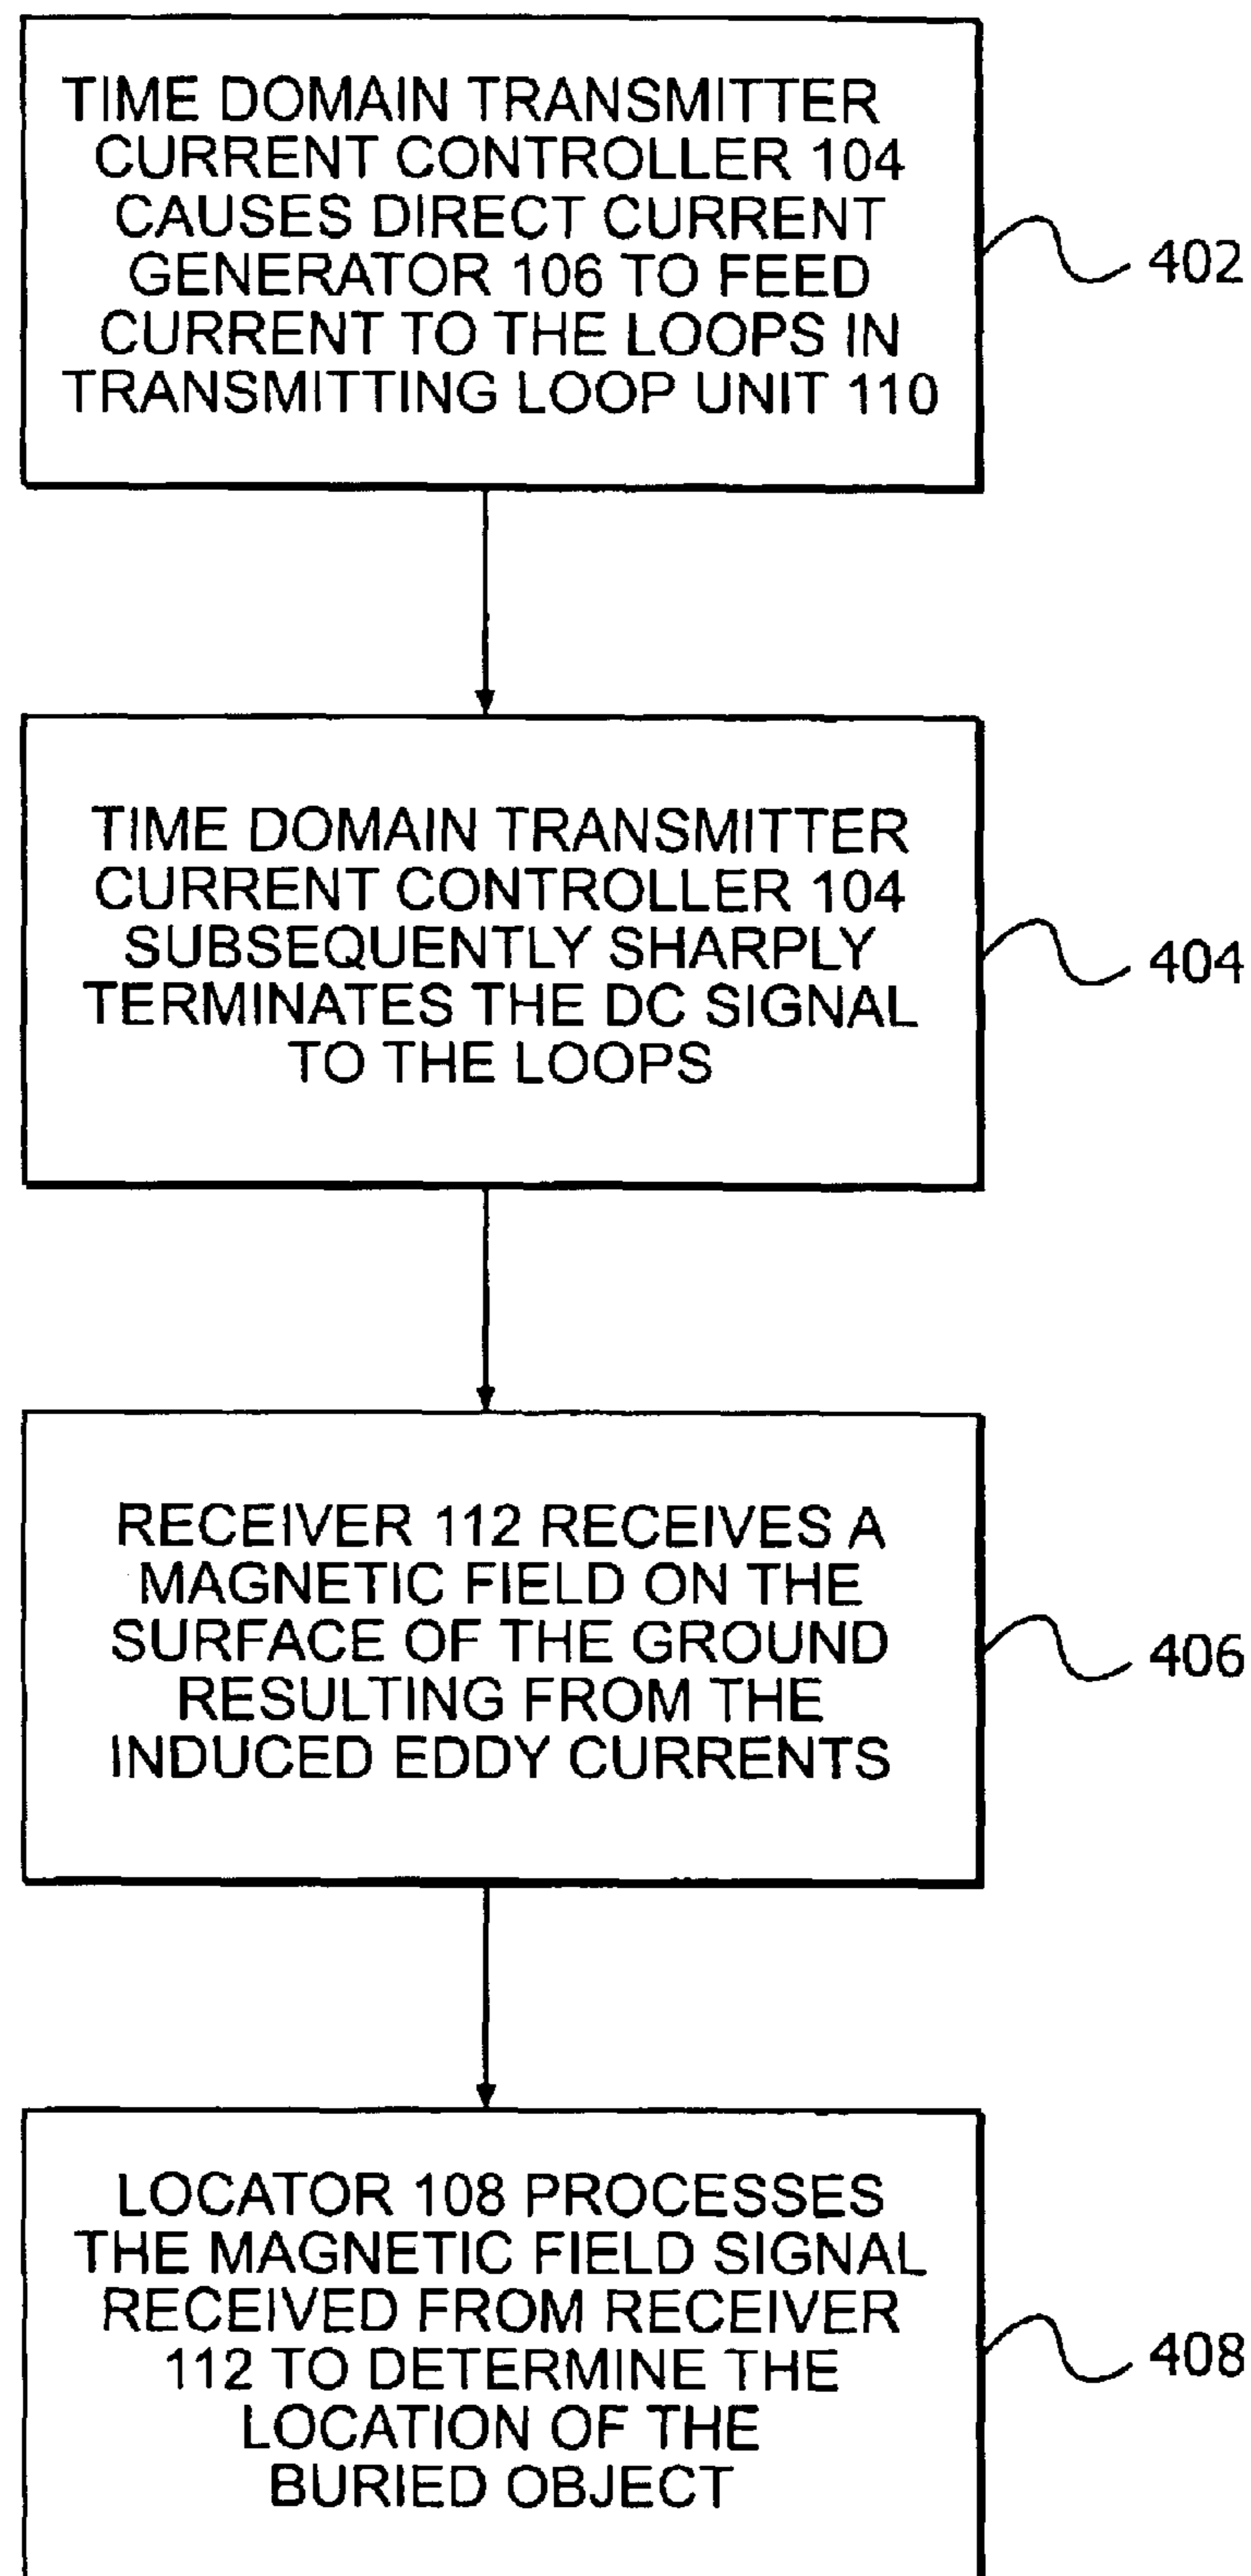 TIME DOMAIN TRANSMITTER
CURRENT CONTROLLER 104
CAUSES DIRECT CURRENT
GENERATOR 106 TO FEED
CURRENT TO THE LOOPS IN
TRANSMITTING LOOP UNIT 110
402
TIME DOMAIN TRANSMITTER
CURRENT CONTROLLER 104
SUBSEQUENTLY SHARPLY
TERMINATES THE DC SIGNAL
TO THE LOOPS
404
RECEIVER 112 RECEIVES A
MAGNETIC FIELD ON THE
SURFACE OF THE GROUND
RESULTING FROM THE
INDUCED EDDY CURRENTS
406
LOCATOR 108 PROCESSES
THE MAGNETIC FIELD SIGNAL
RECEIVED FROM RECEIVER
112 TO DETERMINE THE
LOCATION OF THE
BURIED OBJECT
408